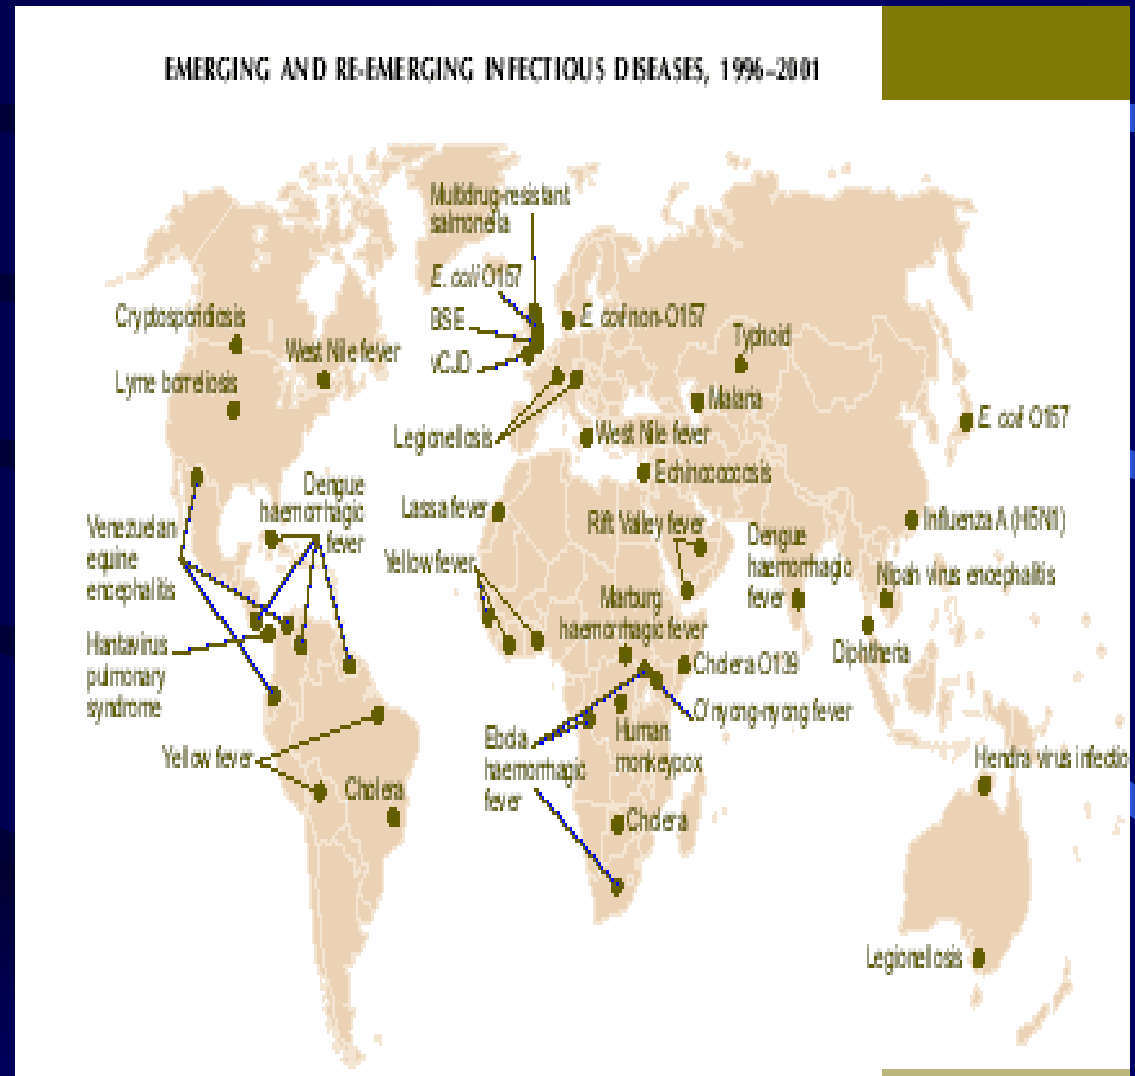 EMERGING AND RE-EMERGING INFECTIOUS DISEASES, 1996–2001
Multidrug-resistant
salmonella
E. coli O157
BSE
vCJD
E. coli non-O157
Typhoid
Cryptosporidiosis
West Nile fever
Lyme borreliosis
Malaria
E. coli O157
Legionellosis
West Nile fever
Echinococcosis
Dengue
haemorrhagic
fever
Lassa fever
Rift Valley fever
Influenza A (H5N1)
Venezuelan
equine
encephalitis
Yellow fever
Dengue
haemorrhagic
fever
Nipah virus encephalitis
Marburg
haemorrhagic fever
Hantavirus
pulmonary
syndrome
Cholera O139
Diphtheria
O'nyong-nyong fever
Ebola
haemorrhagic
fever
Human
monkeypox
Yellow fever
Cholera
Hendra virus infectio
Cholera
Legionellosis